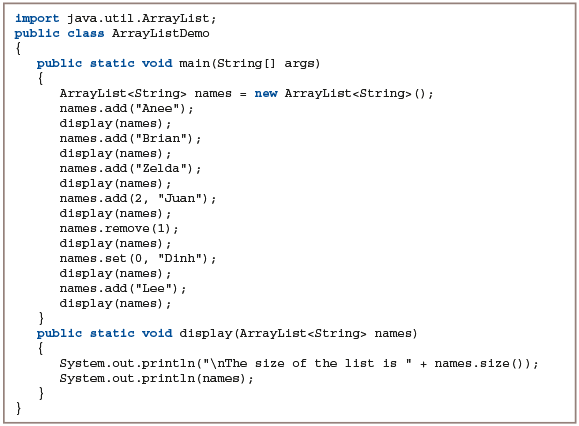 import java.util.ArrayList;
public class ArrayListDemo
{
   public static void main(String[] args)
   {
      ArrayList<String> names = new ArrayList<String>();
      names.add("Anee");
      display(names);
      names.add("Brian");
      display(names);
      names.add("Zelda");
      display(names);
      names.add(2, "Juan");
      display(names);
      names.remove(1);
      display(names);
      names.set(0, "Dinh");
      display(names);
      names.add("Lee");
      display(names);
   }
   public static void display(ArrayList<String> names)
   {
      System.out.println("\nThe size of the list is " + names.size());
      System.out.println(names);
   }
}